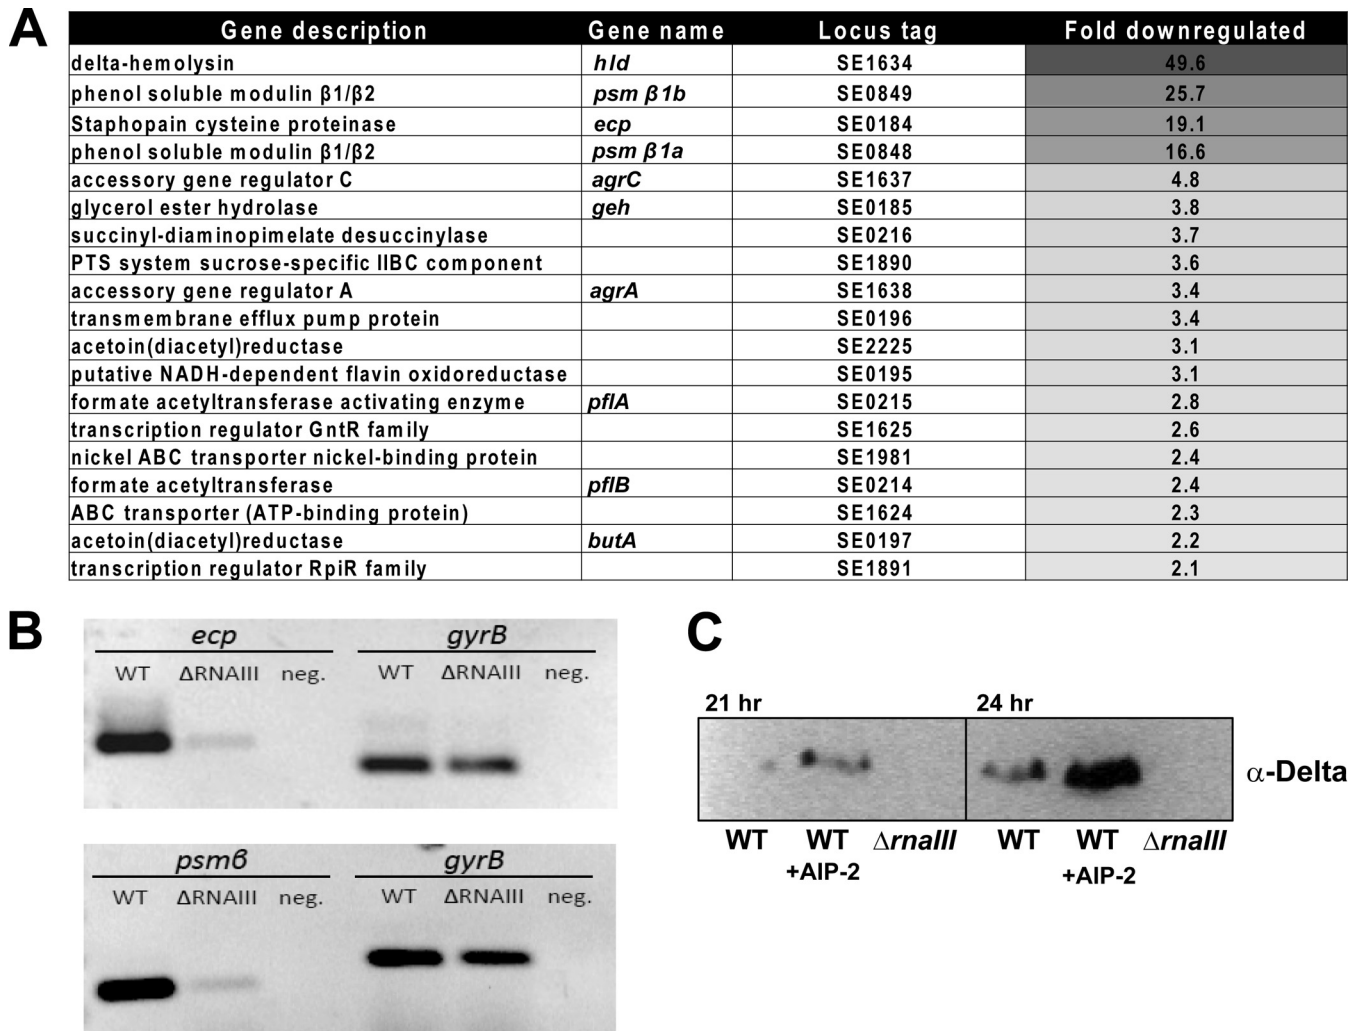 A
Gene description Gene name Locus tag Fold downregulated
delta-hemolysin hld SE1634 49.6
phenol soluble modulin β1/β2 psm β1b SE0849 25.7
Staphopain cysteine proteinase ecp SE0184 19.1
phenol soluble modulin β1/β2 psm β1a SE0848 16.6
accessory gene regulator C agrC SE1637 4.8
glycerol ester hydrolase geh SE0185 3.8
succinyl-diaminopimelate desuccinylase SE0216 3.7
PTS system sucrose-specific IIBC component SE1890 3.6
accessory gene regulator A agrA SE1638 3.4
transmembrane efflux pump protein SE0196 3.4
acetoin(diacetyl)reductase SE2225 3.1
putative NADH-dependent flavin oxidoreductase SE0195 3.1
formate acetyltransferase activating enzyme pflA SE0215 2.8
transcription regulator GntR family SE1625 2.6
nickel ABC transporter nickel-binding protein SE1981 2.4
formate acetyltransferase pflB SE0214 2.4
ABC transporter (ATP-binding protein) SE1624 2.3
acetoin(diacetyl)reductase butA SE0197 2.2
transcription regulator RpiR family SE1891 2.1
B
ecp gyrB
WT ΔRNAIII neg. WT ΔRNAIII neg.
psmβ gyrB
WT ΔRNAIII neg. WT ΔRNAIII neg.
C
21 hr 24 hr
α-Delta
WT WT ΔrnaIII WT WT ΔrnaIII
+AIP-2 +AIP-2